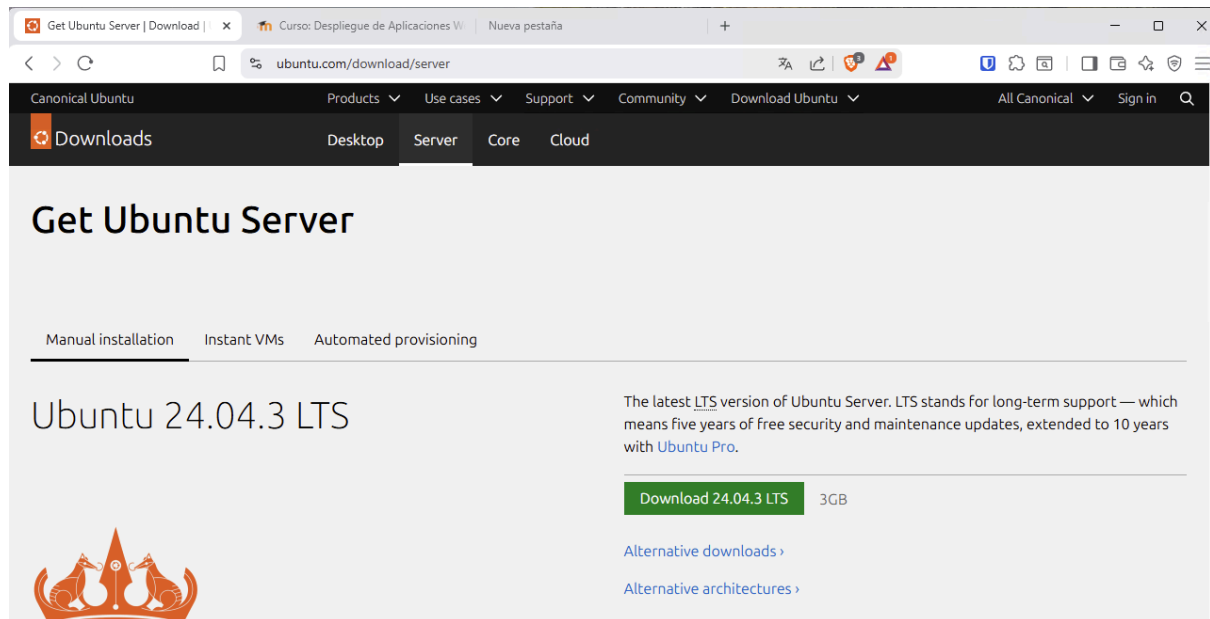 Get Ubuntu Server | Download |
Curso: Despliegue de Aplicaciones W
Nueva pestaña
ubuntu.com/download/server
3
1
Canonical Ubuntu
Products
Use cases
Support
Community
Download Ubuntu
All Canonical
Sign in
Downloads
Desktop
Server
Core
Cloud
Get Ubuntu Server
Manual installation
Instant VMs
Automated provisioning
Ubuntu 24.04.3 LTS
The latest LTS version of Ubuntu Server. LTS stands for long-term support — which
means five years of free security and maintenance updates, extended to 10 years
with Ubuntu Pro.
Download 24.04.3 LTS
3GB
Alternative downloads ›
Alternative architectures ›